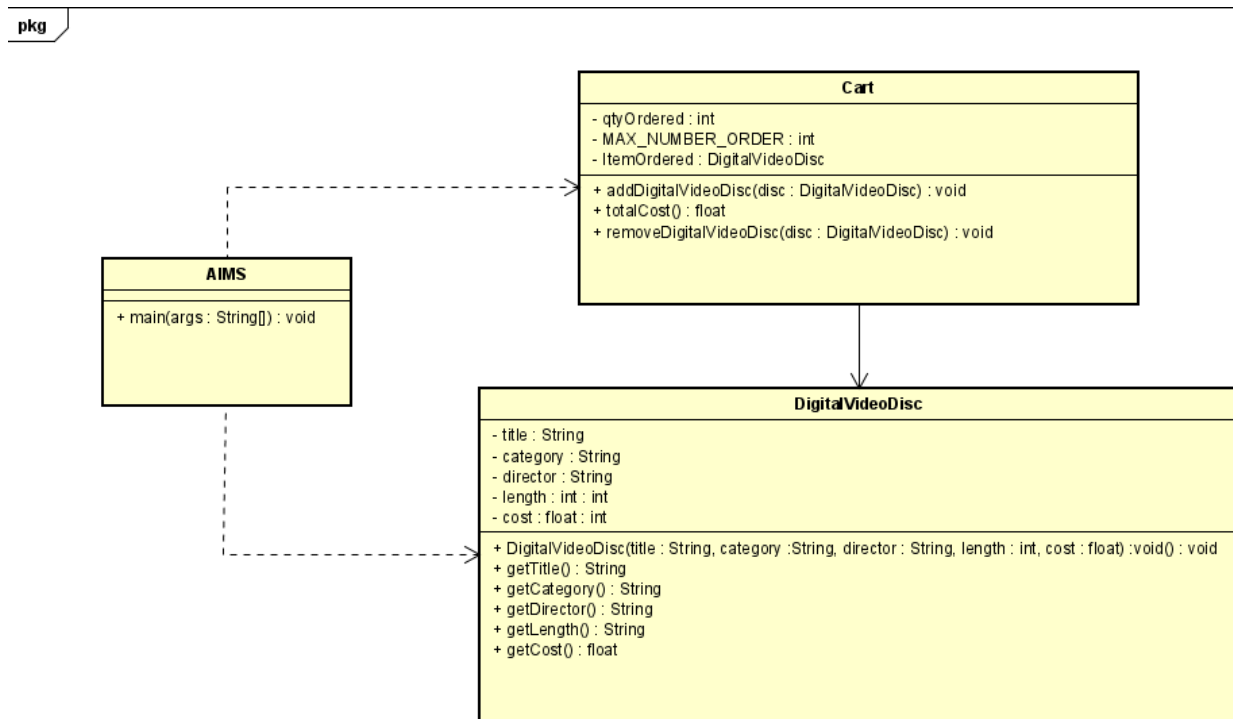 pkg
Cart
- qtyOrdered : int
- MAX_NUMBER_ORDER : int
- ItemOrdered : DigitalVideoDisc
+ addDigitalVideoDisc(disc : DigitalVideoDisc) : void
+ totalCost() : float
+ removeDigitalVideoDisc(disc : DigitalVideoDisc) : void
AIMS
+ main(args : String[]) : void
DigitalVideoDisc
- title : String
- category : String
- director : String
- length : int : int
- cost : float : int
+ DigitalVideoDisc(title : String, category :String, director : String, length : int, cost : float) :void() : void
+ getTitle() : String
+ getCategory() : String
+ getDirector() : String
+ getLength() : String
+ getCost() : float